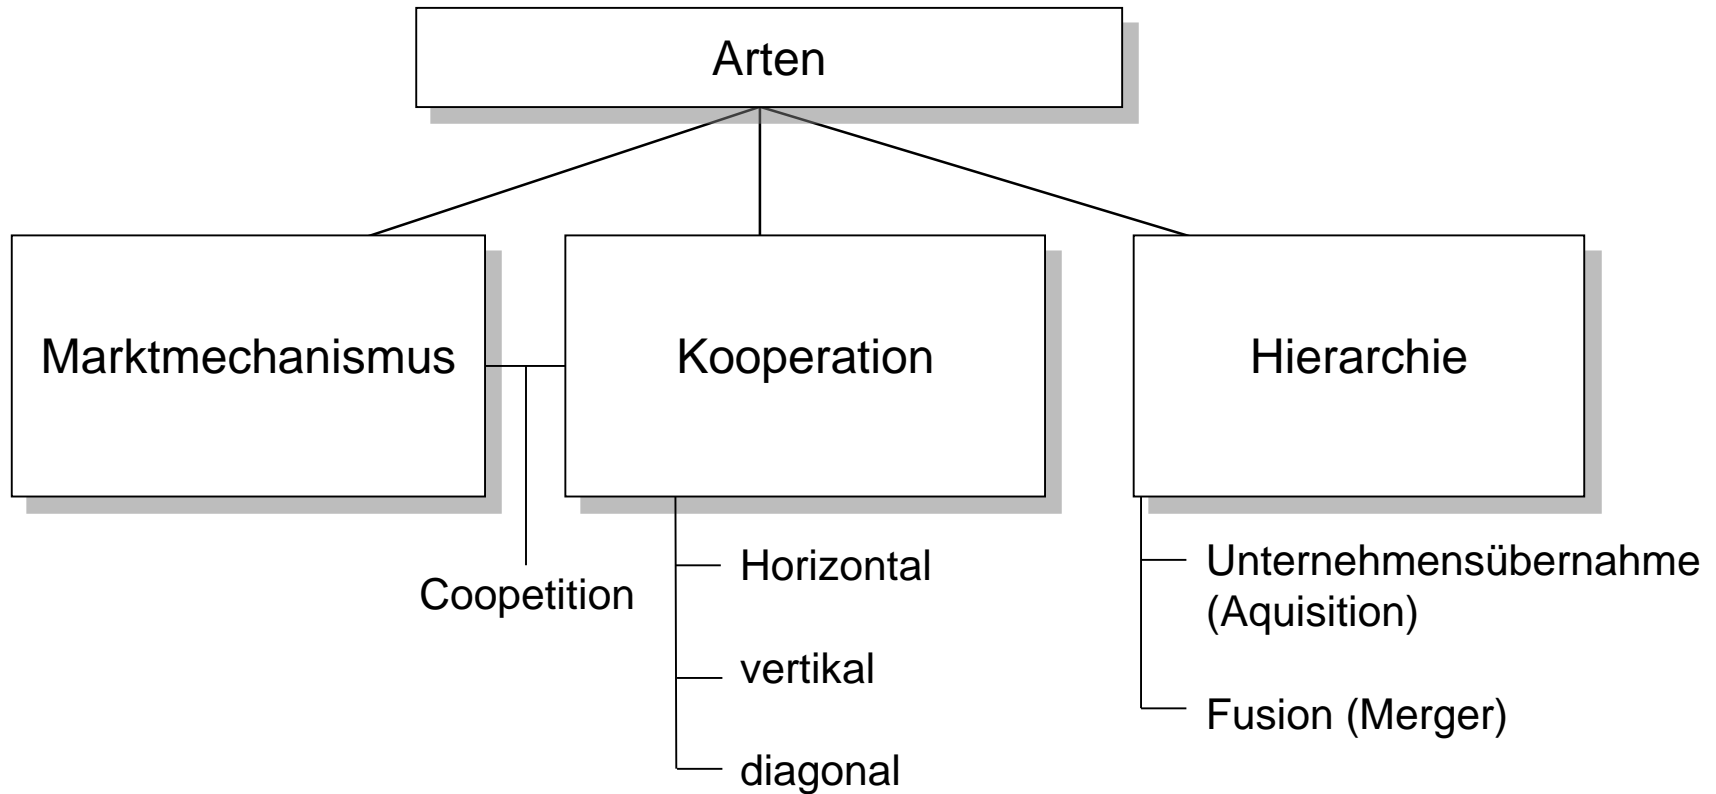 Arten
Marktmechanismus
Kooperation
Hierarchie
Coopetition
Horizontal
vertikal
diagonal
Unternehmensübernahme
(Aquisition)
Fusion (Merger)